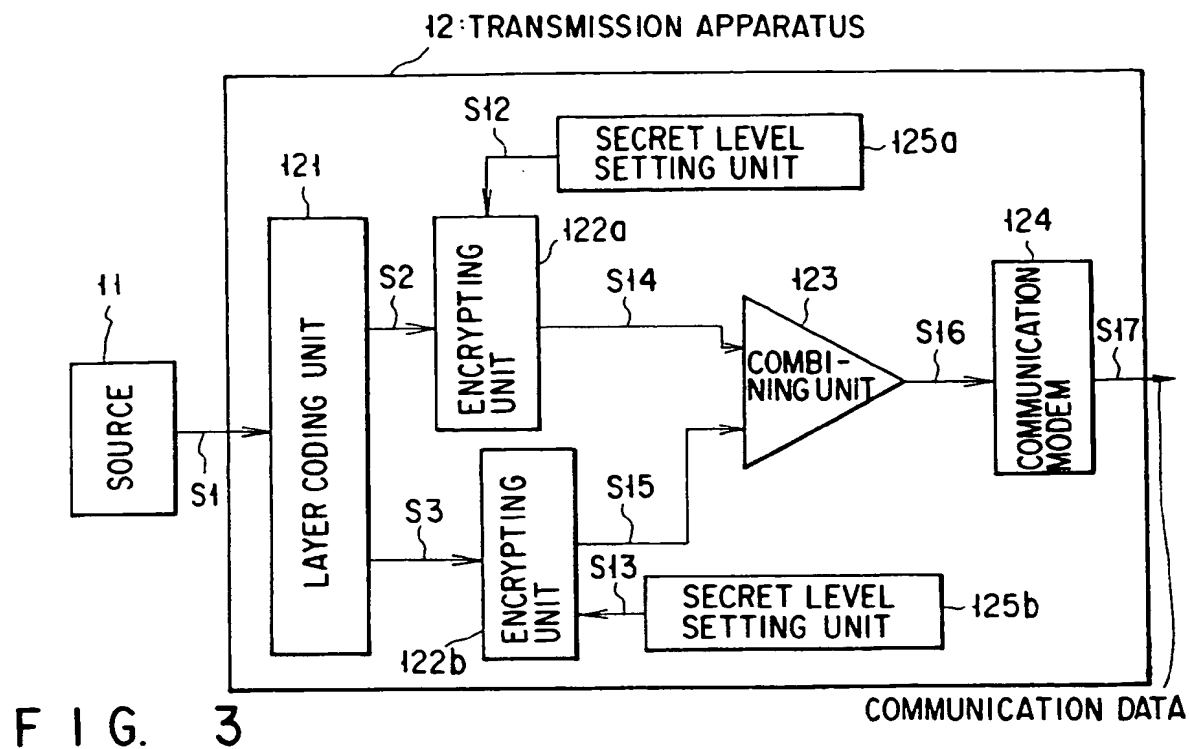 12:TRANSMISSION APPARATUS
S12
SECRET LEVEL
SETTING UNIT
125a
121
122a
124
11
S2
ENCRYPTING
UNIT
S14
123
SOURCE
S1
LAYER CODING UNIT
COMBI-
NING UNIT
S16
COMMUNICATION
MODEM
S17
S3
ENCRYPTING
UNIT
S15
S13
SECRET LEVEL
SETTING UNIT
125b
122b
COMMUNICATION DATA
FIG. 3